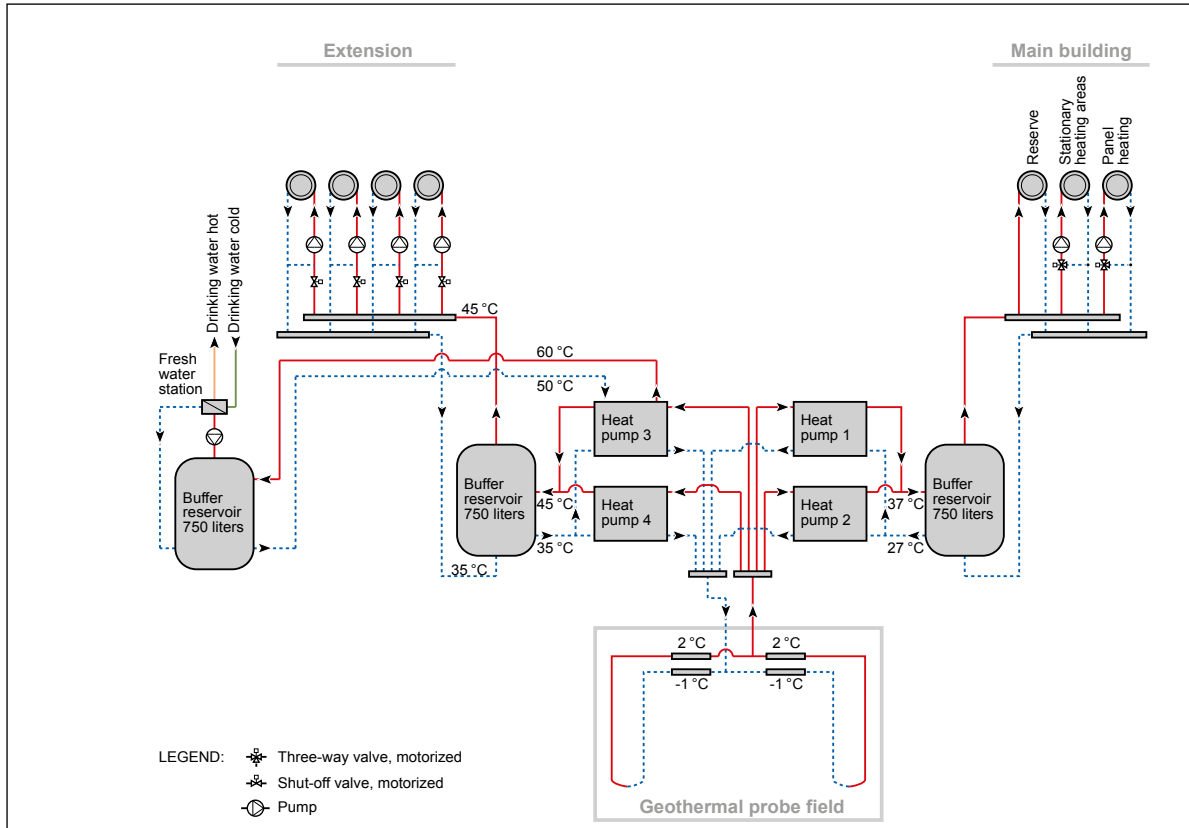 Extension
Main building
Reserve
Stationary
heating areas
Panel
heating
Drinking water hot
Drinking water cold
45 °C
Fresh
water
station
60 °C
50 °C
Heat
pump 3
Heat
pump 1
Buffer
reservoir
750 liters
Buffer
reservoir
750 liters
Buffer
reservoir
750 liters
45 °C
Heat
pump 4
Heat
pump 2
37 °C
35 °C
27 °C
35 °C
2 °C
2 °C
-1 °C
-1 °C
Geothermal probe field
LEGEND:
Three-way valve, motorized
Shut-off valve, motorized
Pump